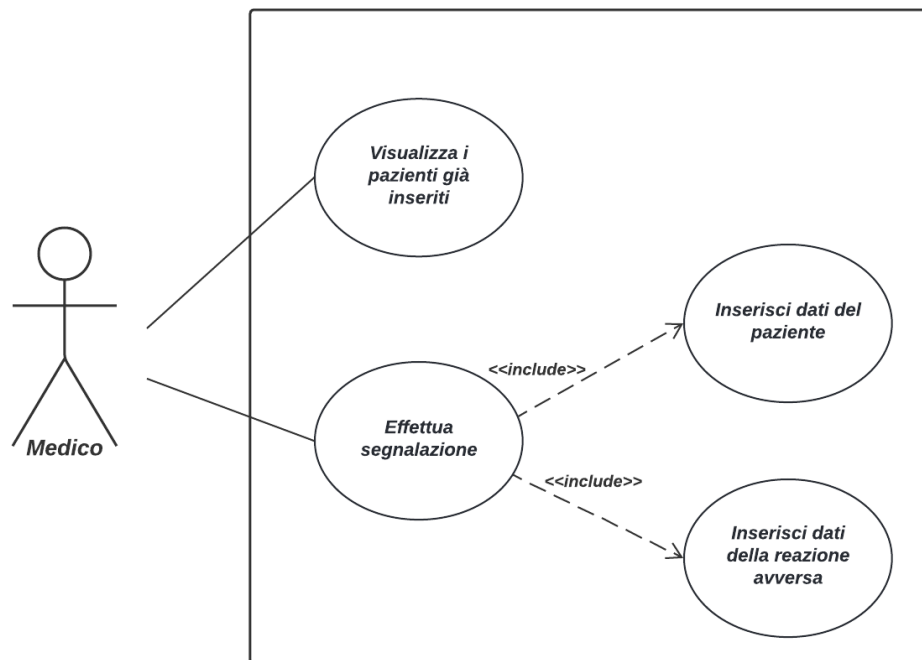 Visualizza i
pazienti già
inseriti
Inserisci dati del
paziente
<<include>>
Effettua
segnalazione
Medico
<<include>>
Inserisci dati
della reazione
avversa